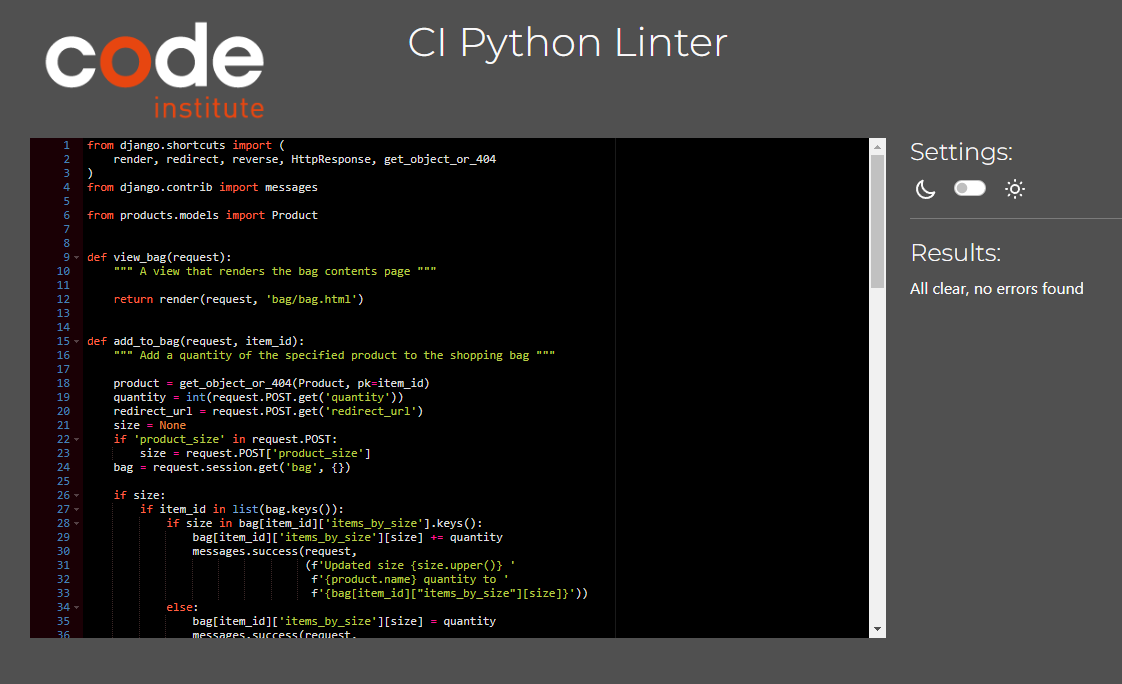 code
institute
CI Python Linter
1 from django.shortcuts import (
2     render, redirect, reverse, HttpResponse, get_object_or_404
3 )
4 from django.contrib import messages
5
6 from products.models import Product
7
8
9 def view_bag(request):
10     """ A view that renders the bag contents page """
11
12     return render(request, 'bag/bag.html')
13
14
15 def add_to_bag(request, item_id):
16     """ Add a quantity of the specified product to the shopping bag """
17
18     product = get_object_or_404(Product, pk=item_id)
19     quantity = int(request.POST.get('quantity'))
20     redirect_url = request.POST.get('redirect_url')
21     size = None
22     if 'product_size' in request.POST:
23         size = request.POST['product_size']
24     bag = request.session.get('bag', {})
25
26     if size:
27         if item_id in list(bag.keys()):
28             if size in bag[item_id]['items_by_size'].keys():
29                 bag[item_id]['items_by_size'][size] += quantity
30                 messages.success(request,
31                                  (f'Updated size {size.upper()} '
32                                   f'{product.name} quantity to '
33                                   f'{bag[item_id]["items_by_size"][size]}'))
34             else:
35                 bag[item_id]['items_by_size'][size] = quantity
36                 messages.success(request,
Settings:
Results:
All clear, no errors found